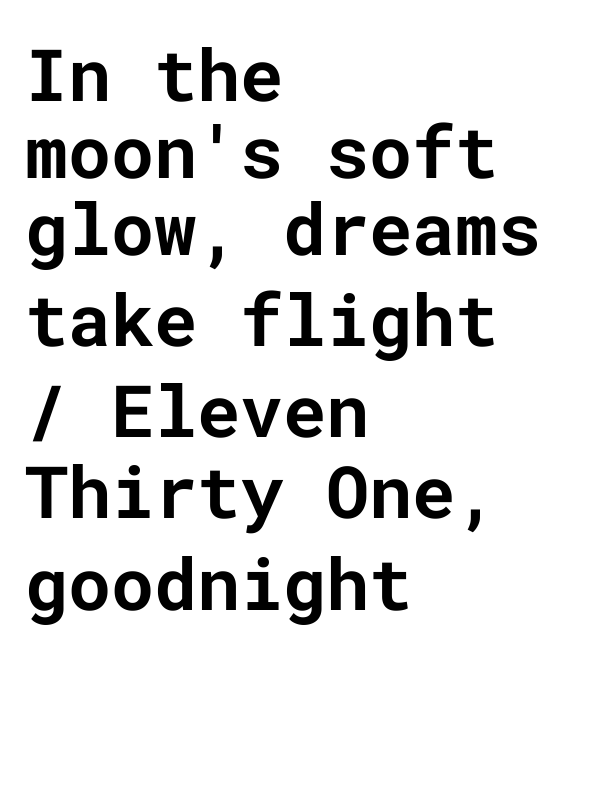 In the
moon's soft
glow, dreams
take flight
/ Eleven
Thirty One,
goodnight